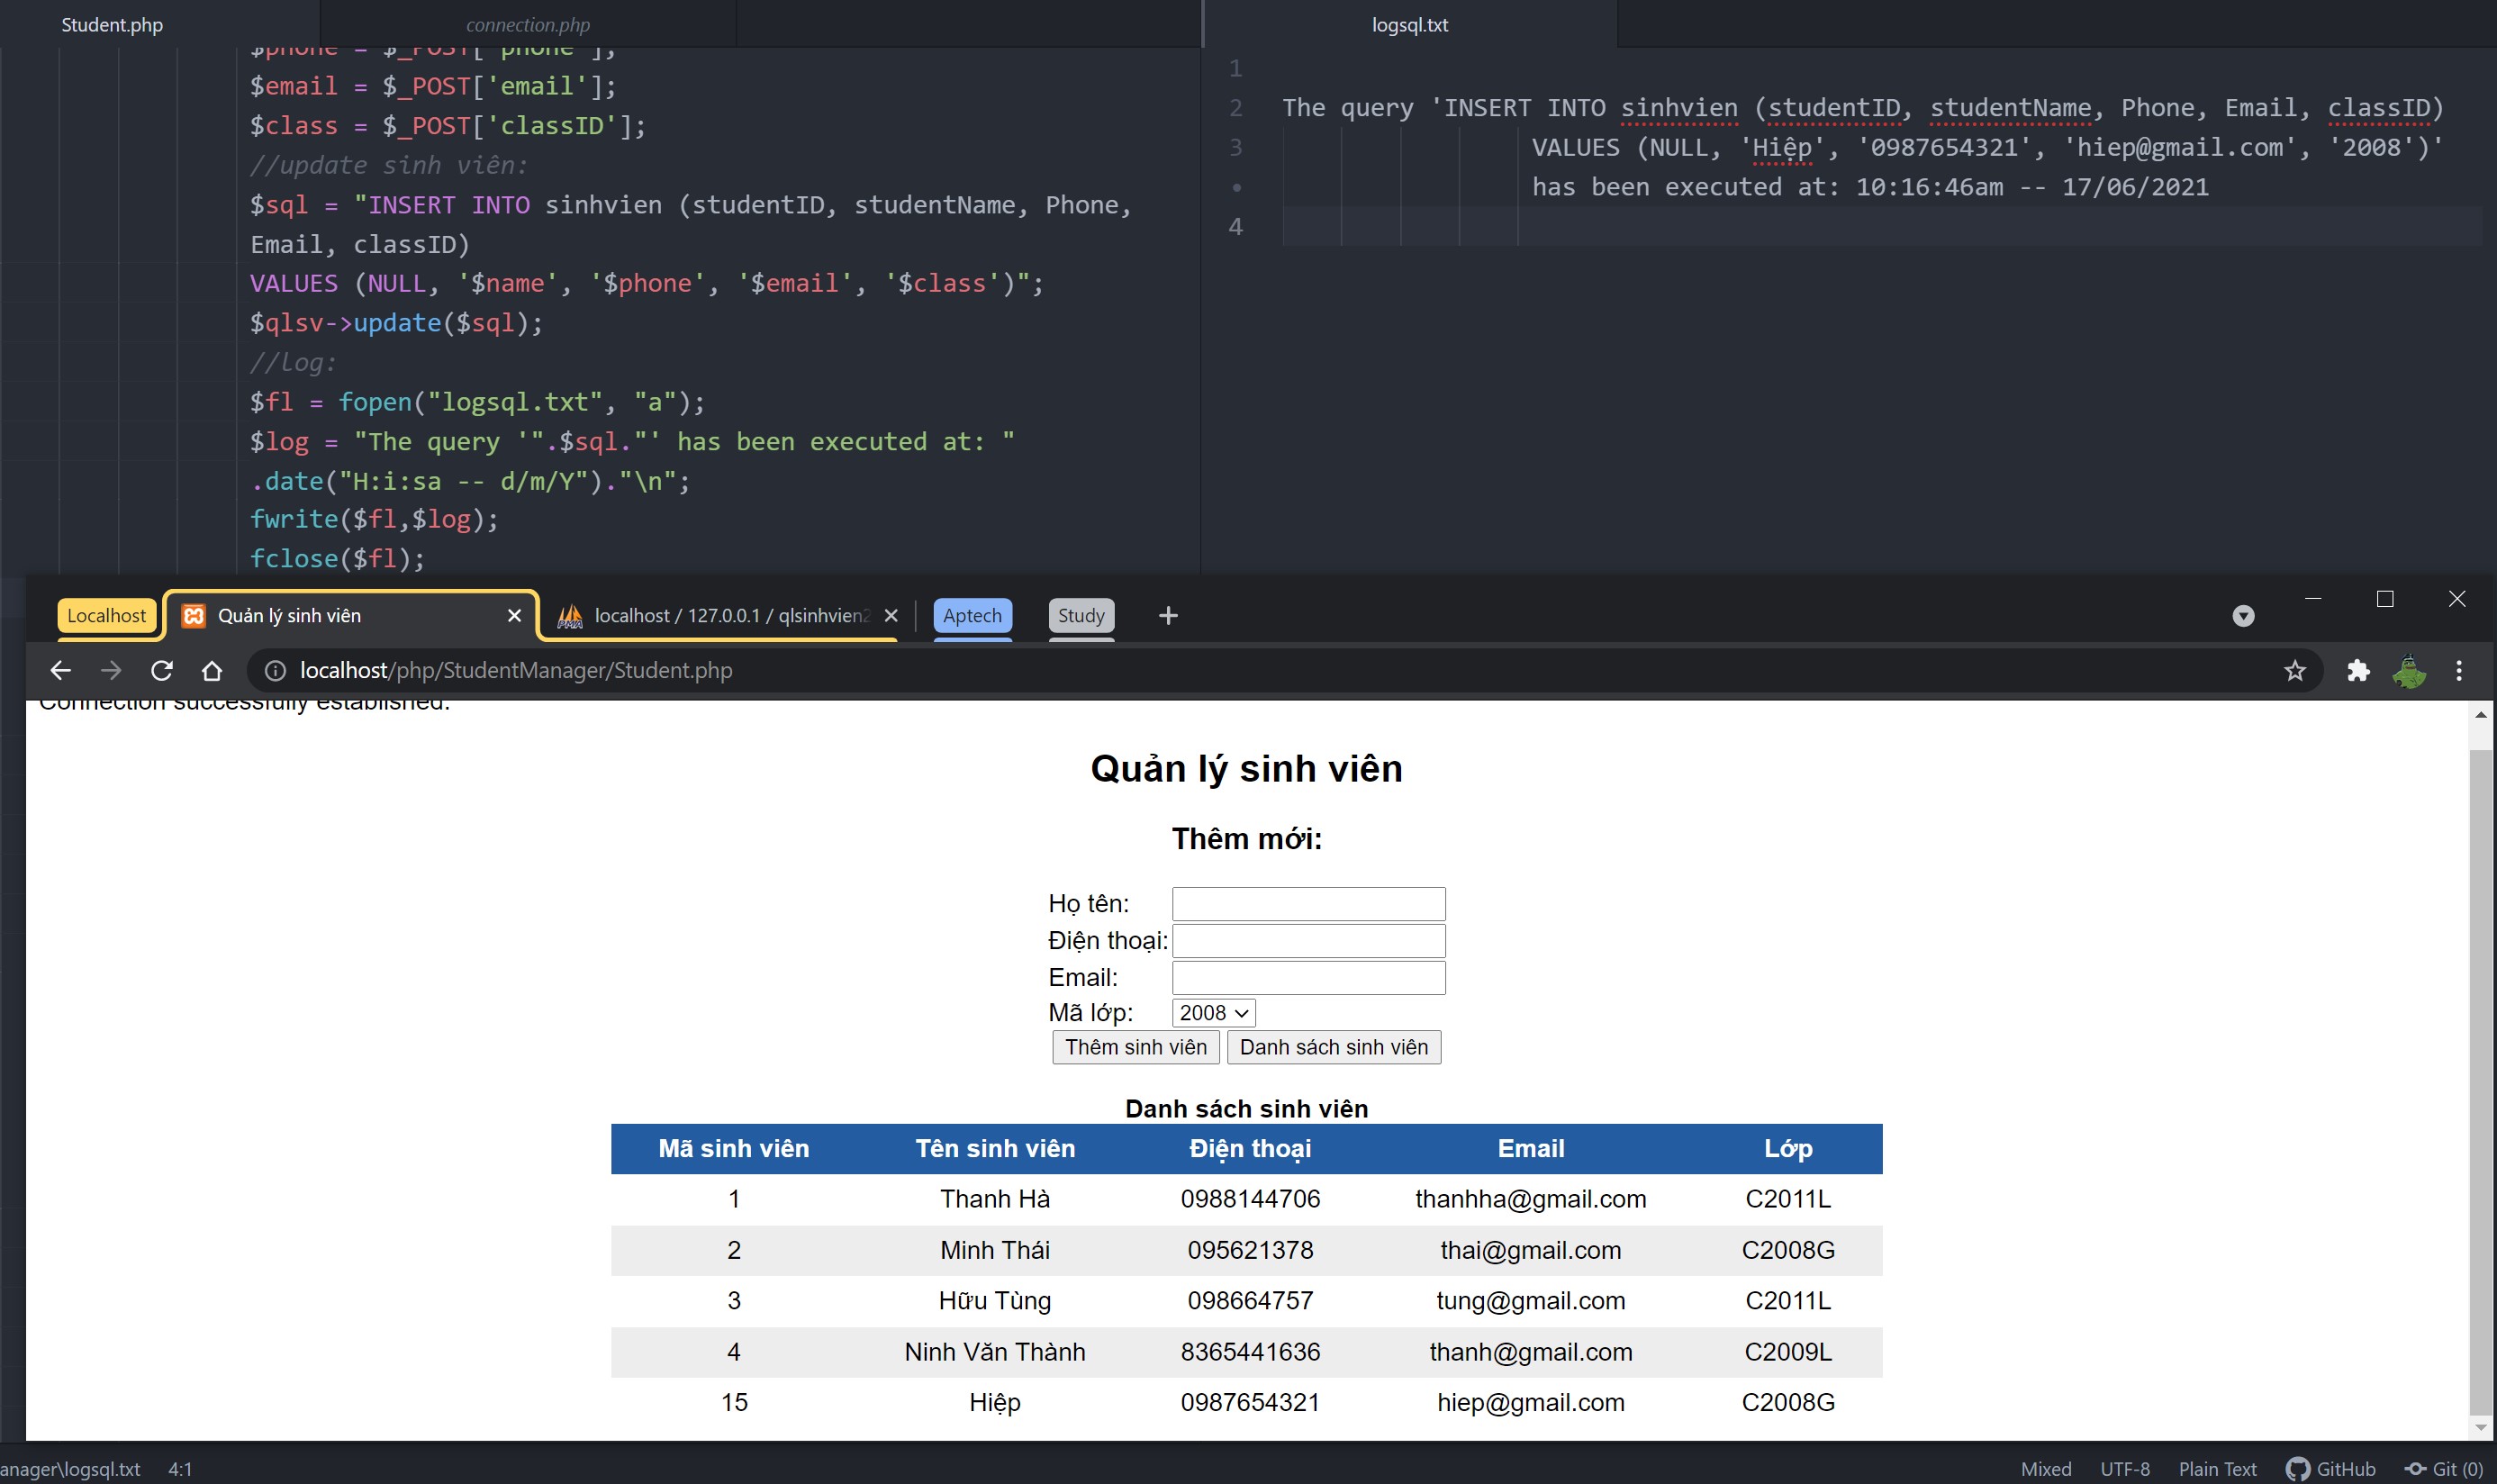 Student.php
connection.php
logsql.txt
$phone = $_POST['phone'];
$email = $_POST['email'];
$class = $_POST['classID'];
//update sinh viên:
$sql = "INSERT INTO sinhvien (studentID, studentName, Phone,
Email, classID)
VALUES (NULL, '$name', '$phone', '$email', '$class')";
$qlsv->update($sql);
//log:
$fl = fopen("logsql.txt", "a");
$log = "The query '".$sql."' has been executed at: "
.date("H:i:sa -- d/m/Y")."\n";
fwrite($fl,$log);
fclose($fl);
1
2 The query 'INSERT INTO sinhvien (studentID, studentName, Phone, Email, classID)
3 VALUES (NULL, 'Hiệp', '0987654321', 'hiep@gmail.com', '2008')'
• has been executed at: 10:16:46am -- 17/06/2021
4
Localhost
Quản lý sinh viên
localhost / 127.0.0.1 / qlsinhvien2
Aptech
Study
localhost/php/StudentManager/Student.php
Connection successfully established.
Quản lý sinh viên
Thêm mới:
Họ tên:
Điện thoại:
Email:
Mã lớp: 2008
Thêm sinh viên Danh sách sinh viên
Danh sách sinh viên
Mã sinh viên Tên sinh viên Điện thoại Email Lớp
1 Thanh Hà 0988144706 thanhha@gmail.com C2011L
2 Minh Thái 095621378 thai@gmail.com C2008G
3 Hữu Tùng 098664757 tung@gmail.com C2011L
4 Ninh Văn Thành 8365441636 thanh@gmail.com C2009L
15 Hiệp 0987654321 hiep@gmail.com C2008G
anager\logsql.txt 4:1 Mixed UTF-8 Plain Text GitHub Git (0)